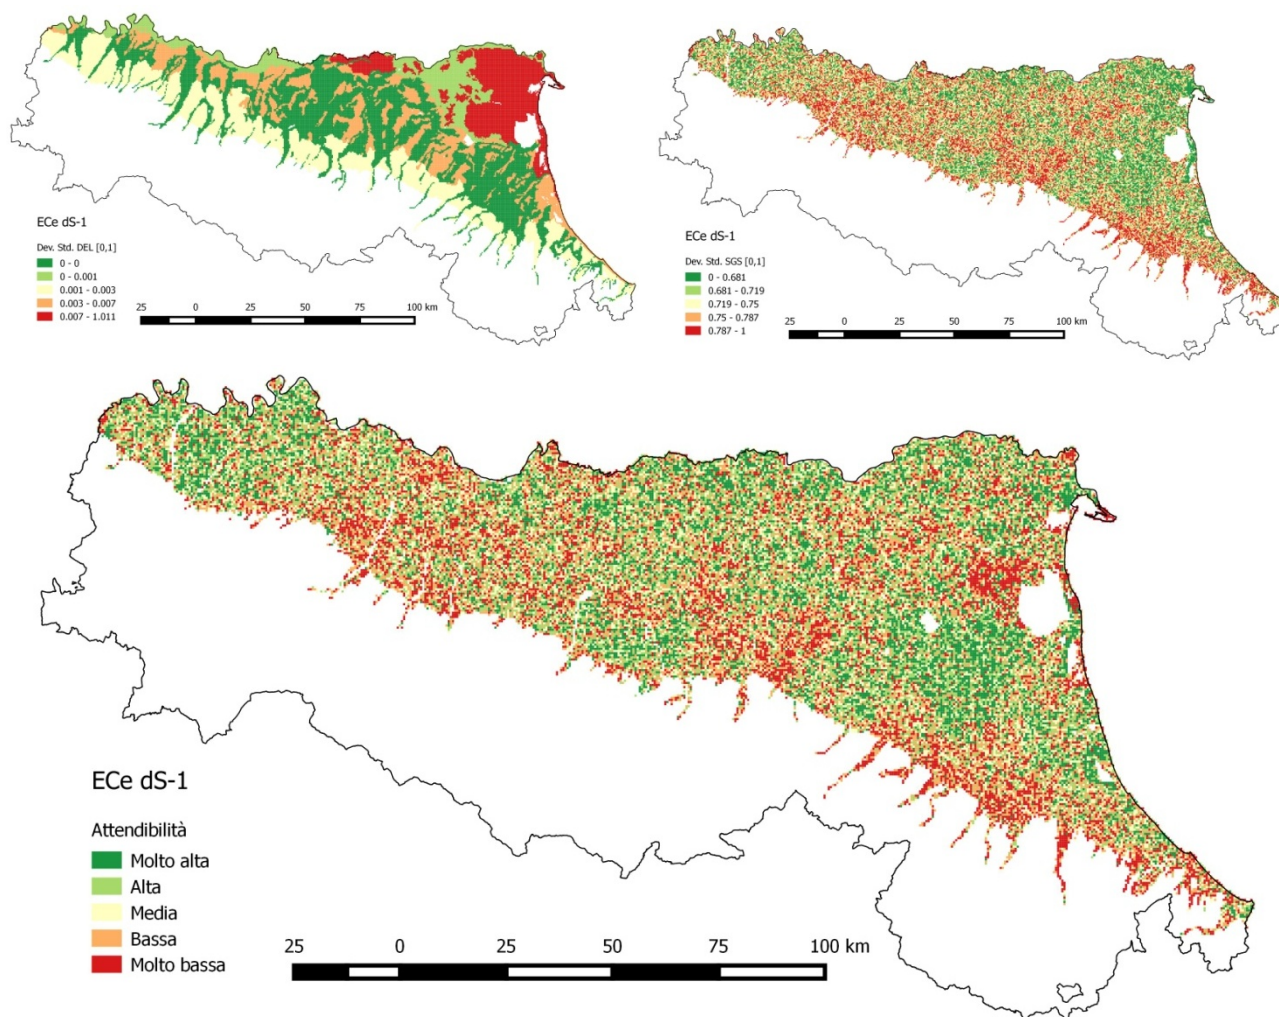 ECe dS-1
Dev. Std. DEL [0,1]
0 - 0
0 - 0.001
0.001 - 0.003
0.003 - 0.007
0.007 - 1.011
25 0 25 50 75 100 km
ECe dS-1
Dev. Std. SGS [0,1]
0 - 0.681
0.681 - 0.719
0.719 - 0.75
0.75 - 0.787
0.787 - 1
25 0 25 50 75 100 km
ECe dS-1
Attendibilità
Molto alta
Alta
Media
Bassa
Molto bassa
25 0 25 50 75 100 km